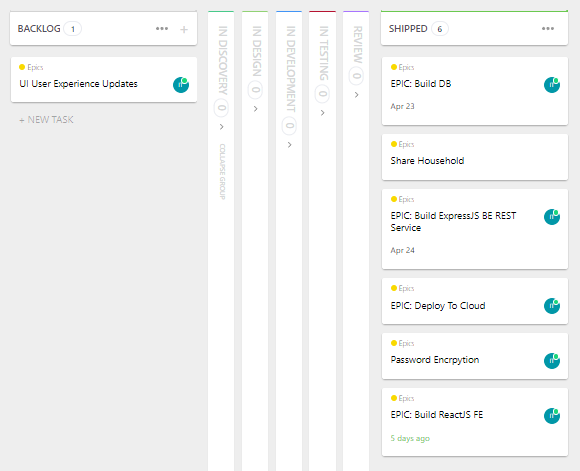 BACKLOG 1
Epics
UI User Experience Updates
+ NEW TASK
IN DISCOVERY 0
COLLAPSE GROUP
IN DESIGN 0
IN DEVELOPMENT 0
IN TESTING 0
REVIEW 0
SHIPPED 6
Epics
EPIC: Build DB
Apr 23
Epics
Share Household
Epics
EPIC: Build ExpressJS BE REST
Service
Apr 24
Epics
EPIC: Deploy To Cloud
Epics
Password Encrpytion
Epics
EPIC: Build ReactJS FE
5 days ago